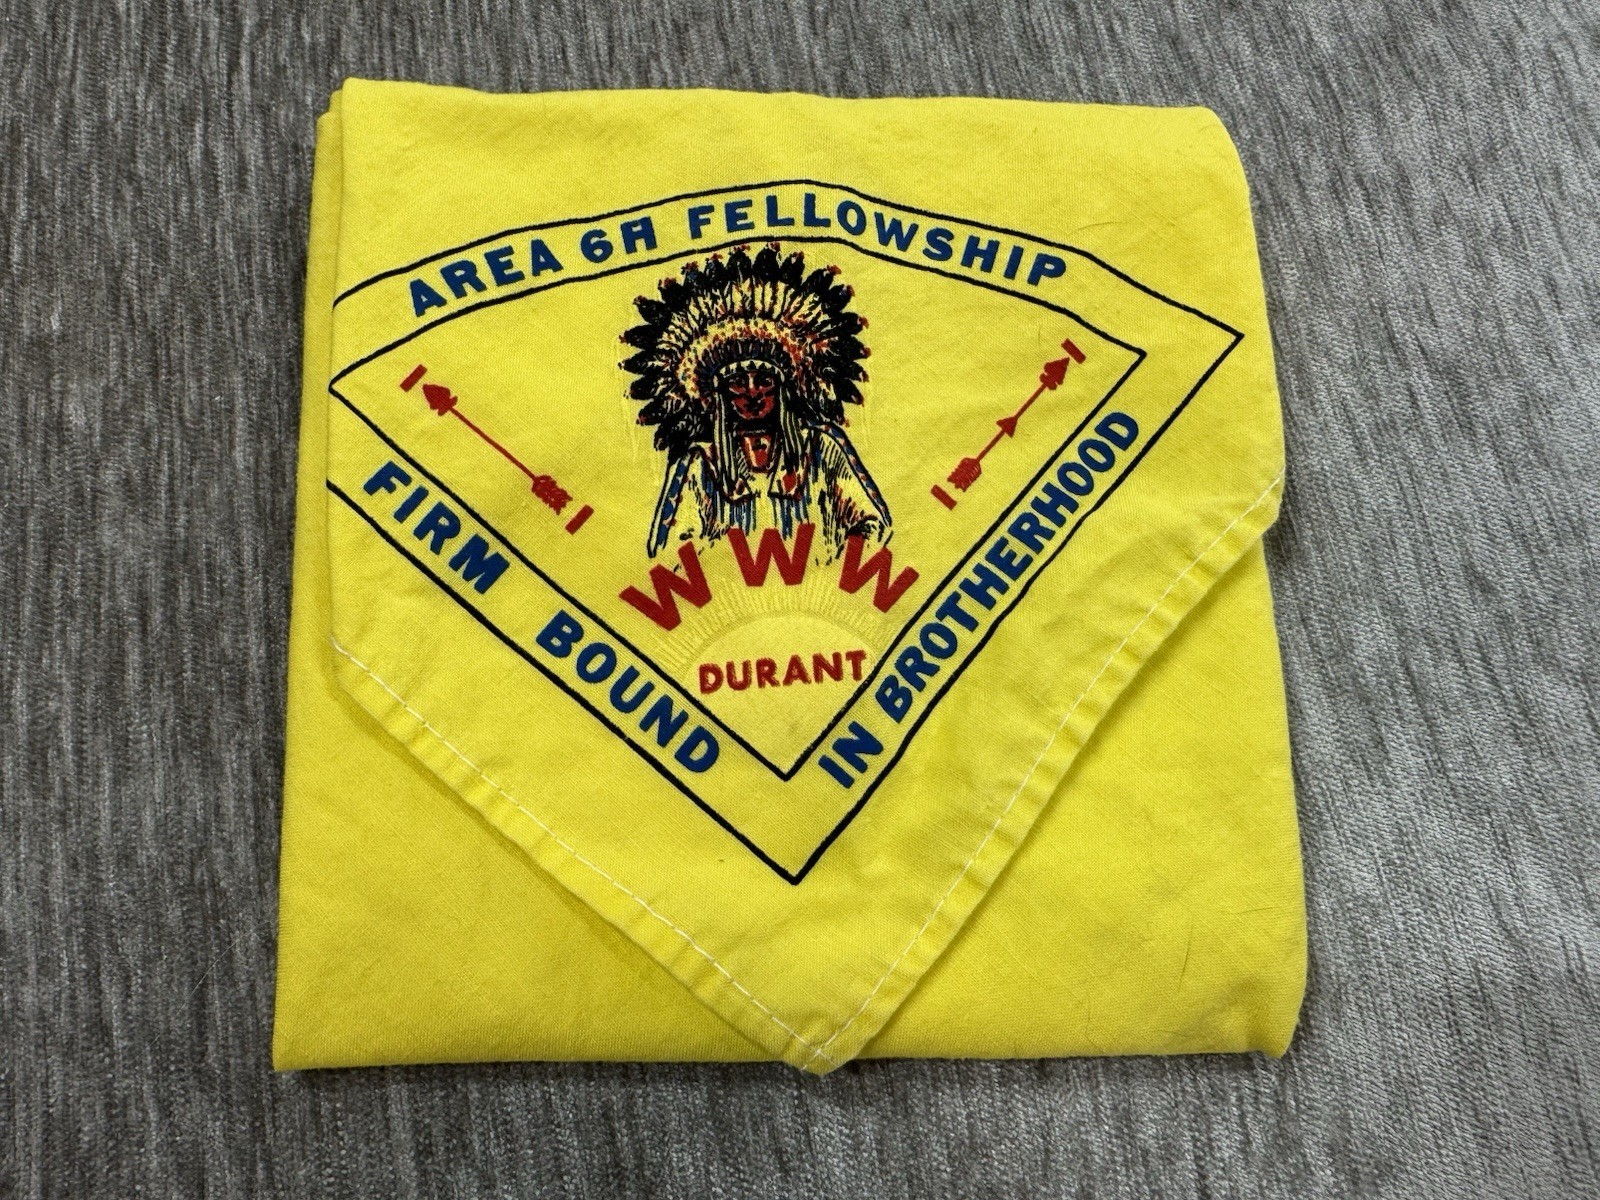 AREA 6A FELLOWSHIP
WWW
DURANT
FIRM BOUND
IN BROTHERHOOD